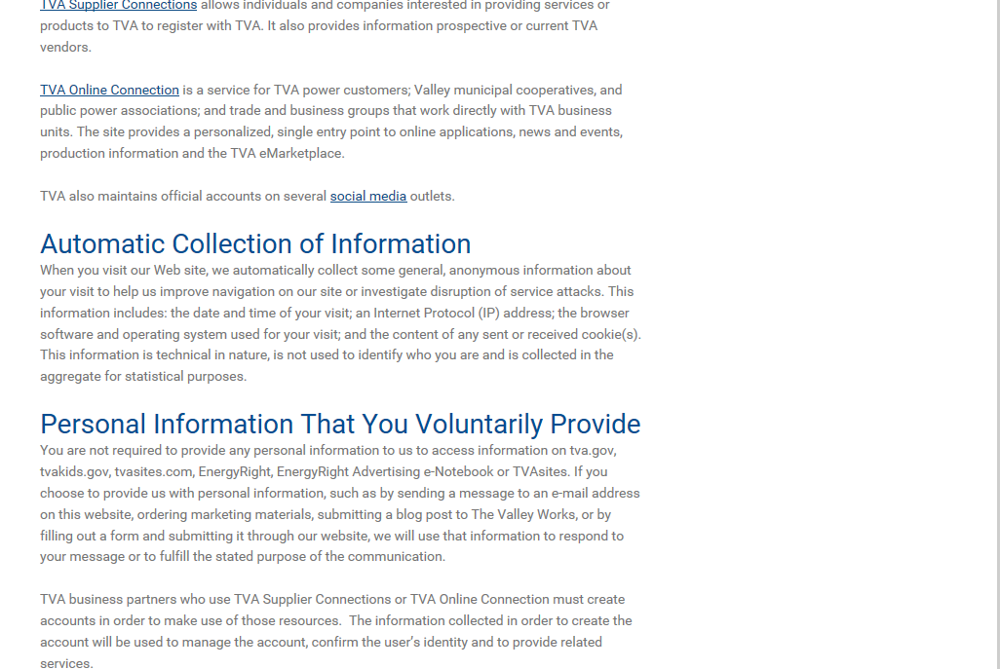 TVA Supplier Connections allows individuals and companies interested in providing services or
products to TVA to register with TVA. It also provides information prospective or current TVA
vendors.
TVA Online Connection is a service for TVA power customers; Valley municipal cooperatives, and
public power associations; and trade and business groups that work directly with TVA business
units. The site provides a personalized, single entry point to online applications, news and events,
production information and the TVA eMarketplace.
TVA also maintains official accounts on several social media outlets.
Automatic Collection of Information
When you visit our Web site, we automatically collect some general, anonymous information about
your visit to help us improve navigation on our site or investigate disruption of service attacks. This
information includes: the date and time of your visit; an Internet Protocol (IP) address; the browser
software and operating system used for your visit; and the content of any sent or received cookie(s).
This information is technical in nature, is not used to identify who you are and is collected in the
aggregate for statistical purposes.
Personal Information That You Voluntarily Provide
You are not required to provide any personal information to us to access information on tva.gov,
tvakids.gov, tvasites.com, EnergyRight, EnergyRight Advertising e-Notebook or TVAsites. If you
choose to provide us with personal information, such as by sending a message to an e-mail address
on this website, ordering marketing materials, submitting a blog post to The Valley Works, or by
filling out a form and submitting it through our website, we will use that information to respond to
your message or to fulfill the stated purpose of the communication.
TVA business partners who use TVA Supplier Connections or TVA Online Connection must create
accounts in order to make use of those resources.  The information collected in order to create the
account will be used to manage the account, confirm the user’s identity and to provide related
services.